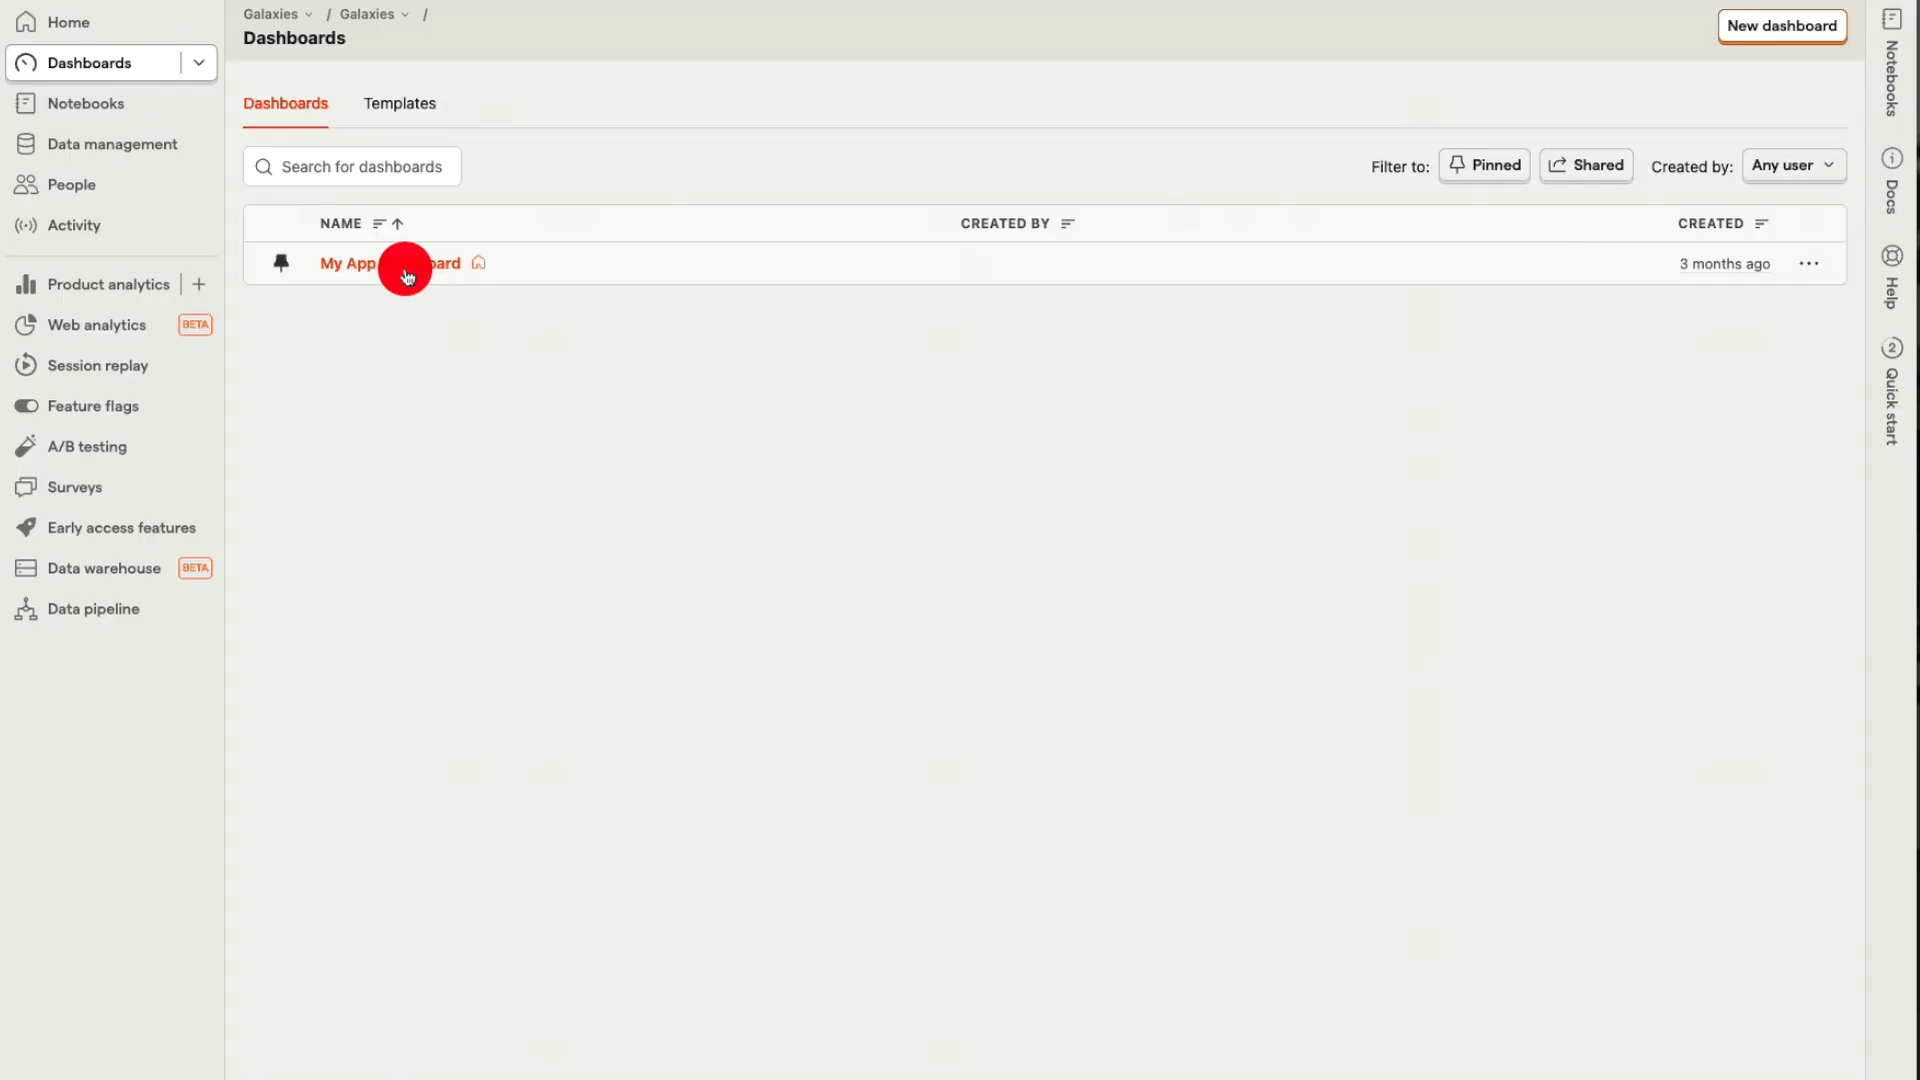 Home
Dashboards
Notebooks
Data management
People
Activity
Product analytics
Web analytics BETA
Session replay
Feature flags
A/B testing
Surveys
Early access features
Data warehouse BETA
Data pipeline
Galaxies / Galaxies /
Dashboards
New dashboard
Dashboards Templates
Search for dashboards
Filter to: Pinned Shared Created by: Any user
NAME CREATED BY CREATED
My App 3 months ago
Notebooks
Docs
Help
2
Quick start